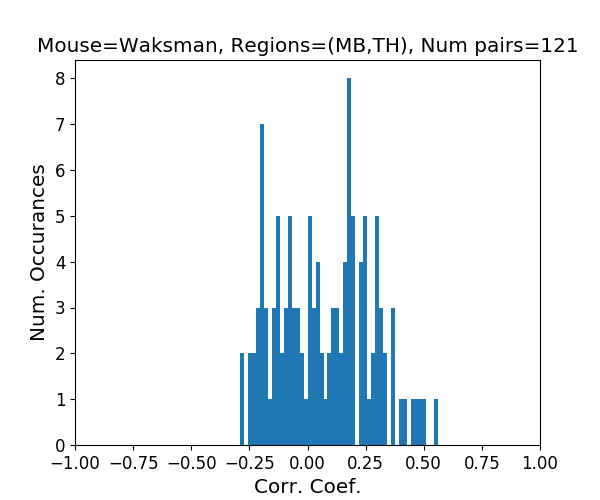 Mouse=Waksman, Regions=(MB,TH), Num pairs=121
Num. Occurances
8
7
6
5
4
3
2
1
0
−1.00 −0.75 −0.50 −0.25 0.00 0.25 0.50 0.75 1.00
Corr. Coef.